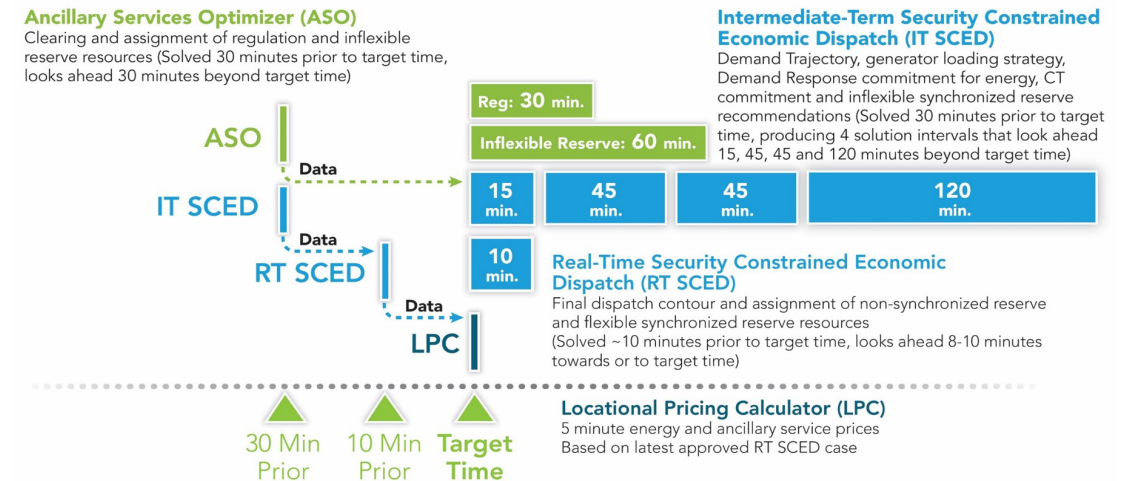 Ancillary Services Optimizer (ASO)
Clearing and assignment of regulation and inflexible
reserve resources (Solved 30 minutes prior to target time,
looks ahead 30 minutes beyond target time)
Intermediate-Term Security Constrained
Economic Dispatch (IT SCED)
Demand Trajectory, generator loading strategy,
Demand Response commitment for energy, CT
commitment and inflexible synchronized reserve
recommendations (Solved 30 minutes prior to target
time, producing 4 solution intervals that look ahead
15, 45, 45 and 120 minutes beyond target time)
Reg: 30 min.
ASO
Inflexible Reserve: 60 min.
Data
IT SCED
15
min.
45
min.
45
min.
120
min.
Data
RT SCED
10
min.
Real-Time Security Constrained Economic
Dispatch (RT SCED)
Final dispatch contour and assignment of non-synchronized reserve
and flexible synchronized reserve resources
(Solved ~10 minutes prior to target time, looks ahead 8-10 minutes
towards or to target time)
Data
LPC
30 Min
Prior
10 Min
Prior
Target
Time
Locational Pricing Calculator (LPC)
5 minute energy and ancillary service prices
Based on latest approved RT SCED case